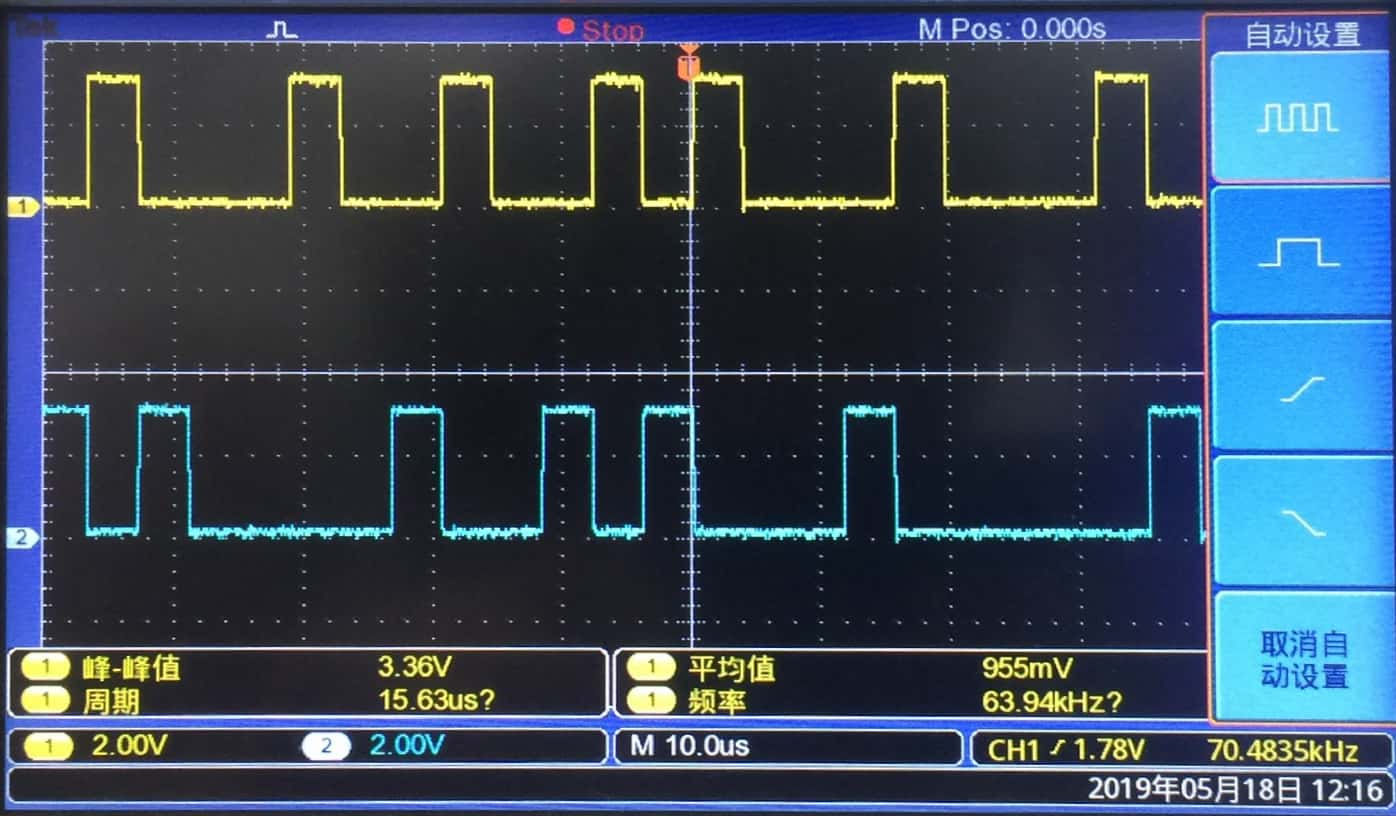 Tek Stop M Pos: 0.000s
自动设置
T
1
2
取消自
动设置
1 峰-峰值 3.36V 1 平均值 955mV
1 周期 15.63us? 1 频率 63.94kHz?
1 2.00V 2 2.00V M 10.0us CH1 1.78V 70.4835kHz
2019年05月18日 12:16